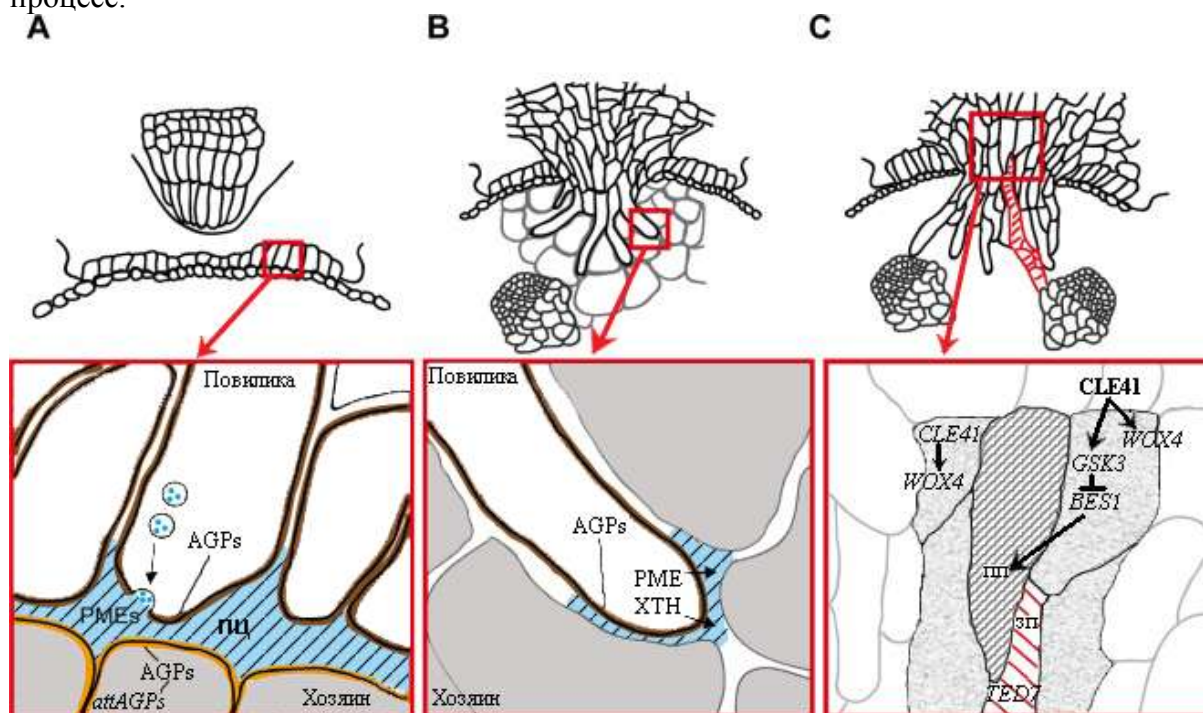 процесс.
A
B
C
Повилика
AGPs
PMEs
пц
AGPs
attAGPs
Хозяин
Повилика
AGPs
PME
XTH
Хозяин
CLE41
CLE41
WOX4
WOX4
GSK3
BES1
пп
зп
TED7